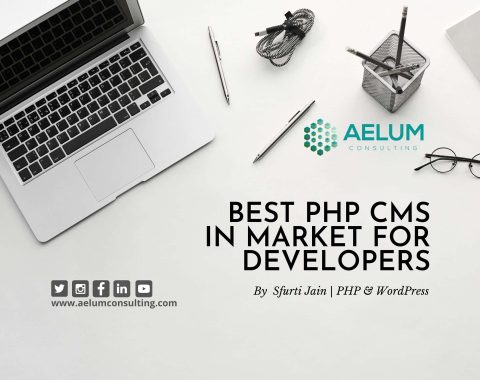 AELUM
CONSULTING
BEST PHP CMS
IN MARKET FOR
DEVELOPERS
By Sfurti Jain | PHP & WordPress
www.aelumconsulting.com